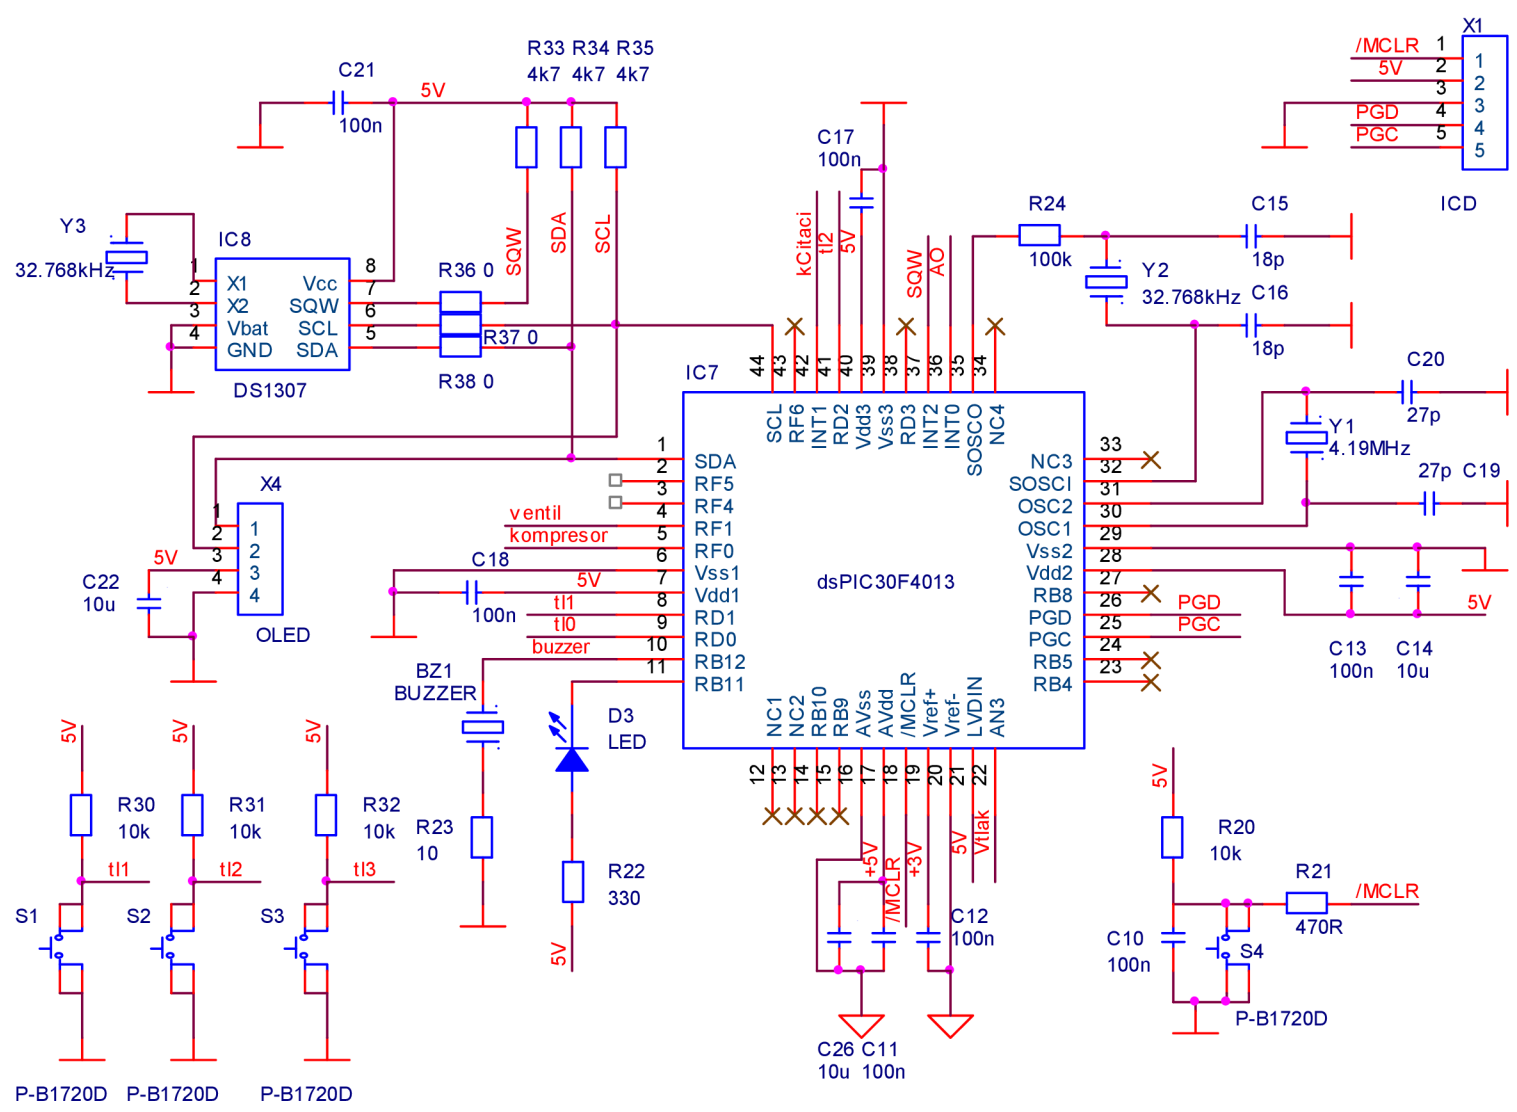 X1
R33 R34 R35
4k7 4k7 4k7
/MCLR 1 1
5V 2 2
3 3
PGD 4 4
PGC 5 5
ICD
C21
5V
100n
C17
100n
Y3
32.768kHz
IC8
1 X1 Vcc 8
2 X2 SQW 7
3 Vbat SCL 6
4 GND SDA 5
DS1307
SQW
SDA
SCL
R36 0
R37 0
R38 0
kCitaci
tl2
5V
SQW
AO
R24
100k
C15
18p
Y2
32.768kHz
C16
18p
C20
27p
Y1
4.19MHz
27p C19
IC7
44 43 42 41 40 39 38 37 36 35 34
SCL RF6 INT1 RD2 Vdd3 Vss3 RD3 INT2 INT0 SOSCO NC4
1 SDA
2 RF5
3 RF4
ventil 4 RF1
kompresor 5 RF0
6 Vss1
5V 7 Vdd1
tl1 8 RD1
tl0 9 RD0
buzzer 10 RB12
11 RB11
C18
100n
dsPIC30F4013
NC3 33
SOSCI 32
OSC2 31
OSC1 30
Vss2 29
Vdd2 28
RB8 27
PGD 26 PGD
PGC 25 PGC
RB5 24
RB4 23
5V
C13 C14
100n 10u
NC1 NC2 RB10 RB9 AVss AVdd /MCLR Vref+ Vref- LVDIN AN3
12 13 14 15 16 17 18 19 20 21 22
+5V
/MCLR
+3V
5V
Vtlak
C12
100n
C26 C11
10u 100n
X4
1 1
2 2
5V 3 3
4 4
C22
10u
OLED
BZ1
BUZZER
R23
10
D3
LED
R22
330
5V
5V
5V
5V
R30
10k
R31
10k
R32
10k
tl1
tl2
tl3
S1
S2
S3
P-B1720D P-B1720D P-B1720D
5V
R20
10k
R21
/MCLR
470R
C10
100n
S4
P-B1720D